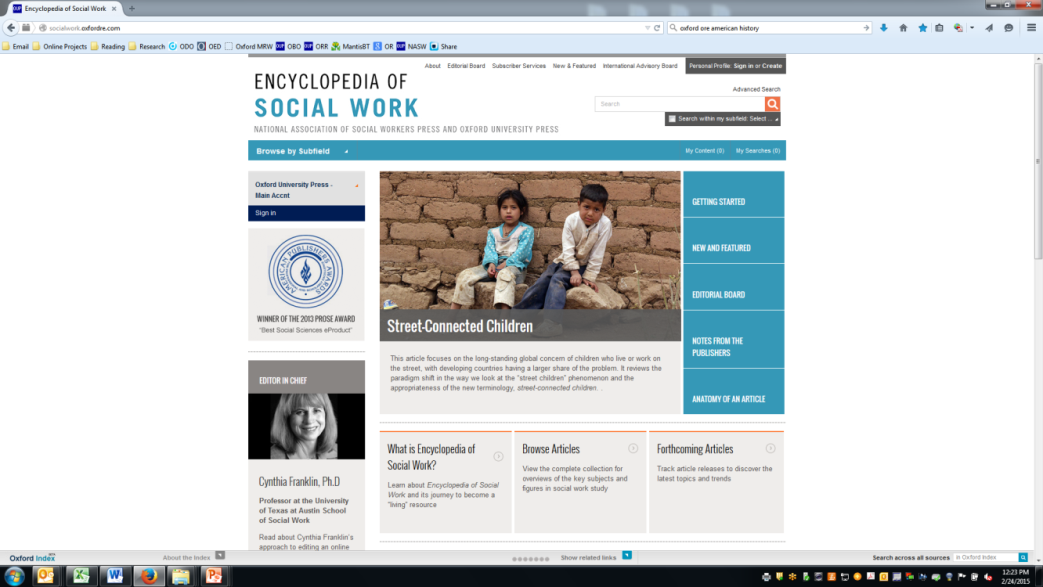 Encyclopedia of Social Work
socialwork.oxfordre.com
oxford ore american history
Email
Online Projects
Reading
Research
ODO
OED
Oxford MRW
OUP OBO
OUP ORR
MantisBT
OR
OUP NASW
Share
About
Editorial Board
Subscriber Services
New & Featured
International Advisory Board
Personal Profile: Sign in or Create
ENCYCLOPEDIA OF
SOCIAL WORK
NATIONAL ASSOCIATION OF SOCIAL WORKERS PRESS AND OXFORD UNIVERSITY PRESS
Advanced Search
Search
Search within my subfield: Select ...
Browse by Subfield
My Content (0)
My Searches (0)
Oxford University Press -
Main Accnt
Sign in
AMERICAN PUBLISHERS AWARDS
WINNER OF THE 2013 PROSE AWARD
"Best Social Sciences eProduct"
EDITOR IN CHIEF
Cynthia Franklin, Ph.D
Professor at the University
of Texas at Austin School
of Social Work
Read about Cynthia Franklin's
approach to editing an online
Street-Connected Children
This article focuses on the long-standing global concern of children who live or work on
the street, with developing countries having a larger share of the problem. It reviews the
paradigm shift in the way we look at the "street children" phenomenon and the
appropriateness of the new terminology, street-connected children. .
GETTING STARTED
NEW AND FEATURED
EDITORIAL BOARD
NOTES FROM THE
PUBLISHERS
ANATOMY OF AN ARTICLE
What is Encyclopedia of
Social Work?
Learn about Encyclopedia of Social
Work and its journey to become a
"living" resource
Browse Articles
View the complete collection for
overviews of the key subjects and
figures in social work study
Forthcoming Articles
Track article releases to discover the
latest topics and trends
Oxford Index
About the Index
Show related links
Search across all sources
in Oxford Index
12:23 PM
2/24/2015